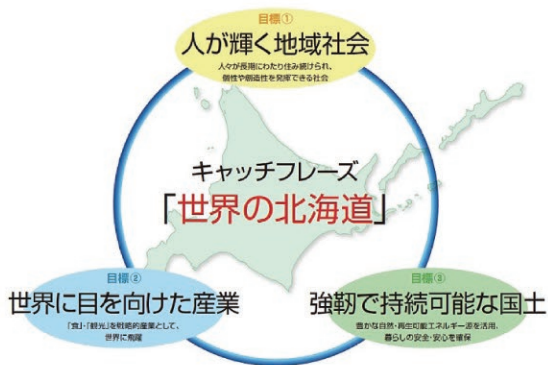 目標①
人が輝く地域社会
人々が長期にわたり住み続けられ、
個性や創造性を発揮できる社会
キャッチフレーズ
「世界の北海道」
目標②
世界に目を向けた産業
「食」・「観光」を戦略的産業として、
世界に飛躍
目標③
強靭で持続可能な国土
豊かな自然・再生可能エネルギー源を活用、
暮らしの安全・安心を確保